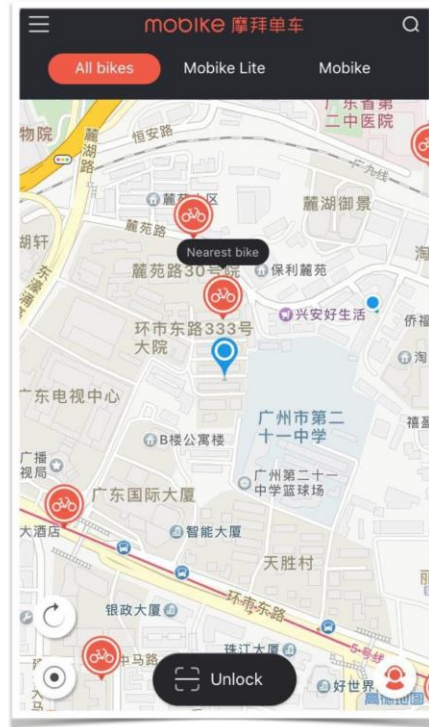 mobike 摩拜单车
All bikes
Mobike Lite
Mobike
广东省第
二中医院
物院
麓湖路
恒安路
广九线
麓湖御景
麓苑路
胡轩
Nearest bike
麓苑路30号院
保利麓苑
淘
东濠涌
兴安好生活
侨福
环市东路333号
大院
淘
广东电视中心
广州市第二
十一中学
禧盈
B楼公寓楼
广播
视局
广州第二十一
中学篮球场
广东国际大厦
大酒店
智能大厦
天胜村
环市东路
银政大厦
5号线
珠江大厦
中马路
Unlock
好世界
高德地图